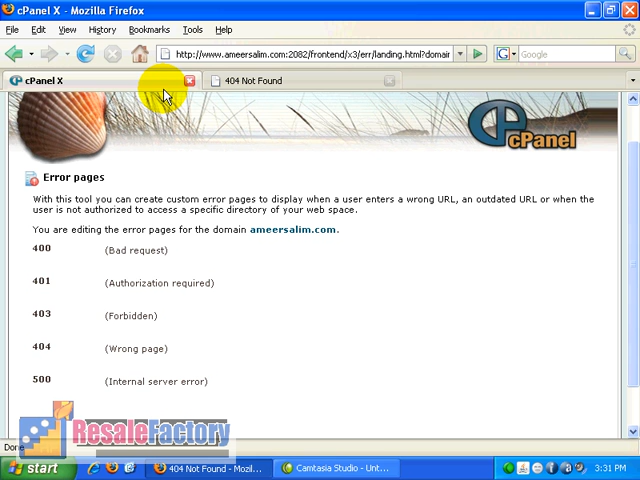 cPanel X - Mozilla Firefox
File Edit View History Bookmarks Tools Help
http://www.ameersalim.com:2082/frontend/x3/err/landing.html?domain
Google
cPanel X
404 Not Found
cPanel
Error pages
With this tool you can create custom error pages to display when a user enters a wrong URL, an outdated URL or when the
user is not authorized to access a specific directory of your web space.
You are editing the error pages for the domain ameersalim.com.
400 (Bad request)
401 (Authorization required)
403 (Forbidden)
404 (Wrong page)
500 (Internal server error)
ResaleFactory
Done
start
404 Not Found - Mozil...
Camtasia Studio - Unt...
3:31 PM